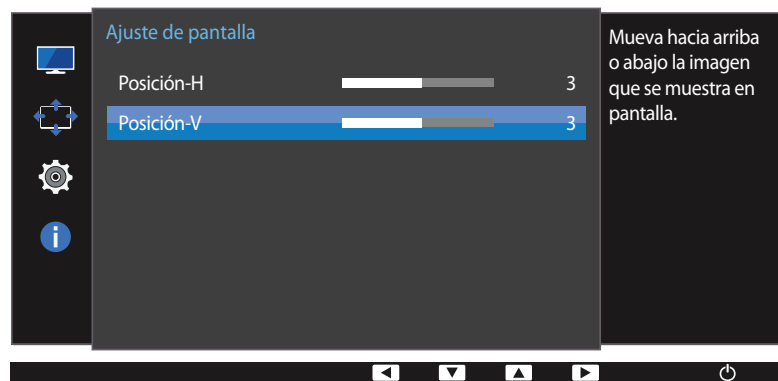 Ajuste de pantalla
Posición-H 3
Posición-V 3
Mueva hacia arriba
o abajo la imagen
que se muestra en
pantalla.